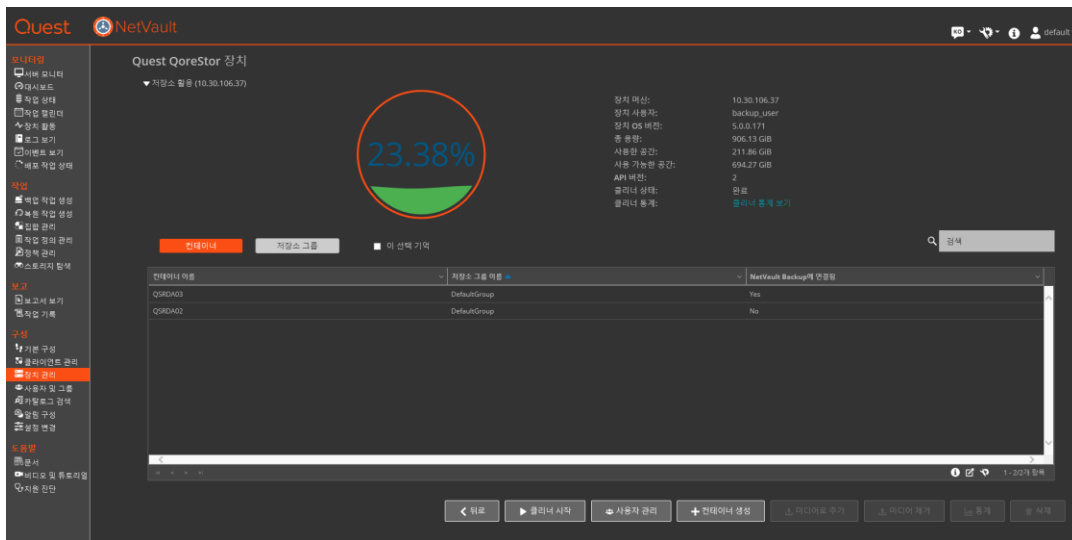 Quest NetVault
KO
default
모니터링
서버 모니터
대시보드
작업 상태
작업 캘린더
장치 활동
로그 보기
이벤트 보기
배포 작업 상태
작업
백업 작업 생성
복원 작업 생성
집합 관리
작업 정의 관리
정책 관리
스토리지 탐색
보고
보고서 보기
작업 기록
구성
기본 구성
클라이언트 관리
장치 관리
사용자 및 그룹
카탈로그 검색
알림 구성
설정 변경
도움말
문서
비디오 및 튜토리얼
지원 진단
Quest QoreStor 장치
저장소 활용 (10.30.106.37)
23.38%
장치 머신: 10.30.106.37
장치 사용자: backup_user
장치 OS 버전: 5.0.0.171
총 용량: 906.13 GiB
사용한 공간: 211.86 GiB
사용 가능한 공간: 694.27 GiB
API 버전: 2
클리너 상태: 완료
클리너 통계: 클리너 통계 보기
컨테이너 저장소 그룹 이 선택 기억 검색
컨테이너 이름 저장소 그룹 이름 NetVault Backup에 연결됨
QSRDA03 DefaultGroup Yes
QSRDA02 DefaultGroup No
1 - 2/2개 항목
뒤로 클리너 시작 사용자 관리 컨테이너 생성 미디어로 추가 미디어 제거 통계 삭제